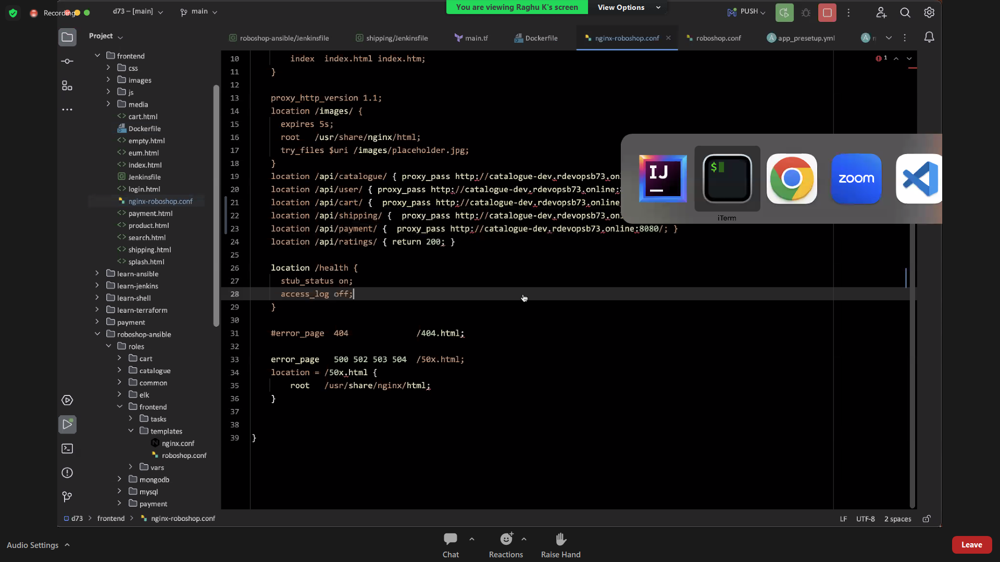 Recording
d73 – [main]
main
You are viewing Raghu K's screen
View Options
PUSH
Project
roboshop-ansible/Jenkinsfile
shipping/Jenkinsfile
main.tf
Dockerfile
nginx-roboshop.conf
roboshop.conf
app_presetup.yml
frontend
css
images
js
media
cart.html
Dockerfile
empty.html
eum.html
index.html
Jenkinsfile
login.html
nginx-roboshop.conf
payment.html
product.html
search.html
shipping.html
splash.html
learn-ansible
learn-jenkins
learn-shell
learn-terraform
payment
roboshop-ansible
roles
cart
catalogue
common
elk
frontend
tasks
templates
nginx.conf
roboshop.conf
vars
mongodb
mysql
payment
1
10 index index.html index.htm;
11 }
12
13 proxy_http_version 1.1;
14 location /images/ {
15 expires 5s;
16 root /usr/share/nginx/html;
17 try_files $uri /images/placeholder.jpg;
18 }
19 location /api/catalogue/ { proxy_pass http://catalogue-dev.rdevopsb73.onl
20 location /api/user/ { proxy_pass http://catalogue-dev.rdevopsb73.online:
21 location /api/cart/ { proxy_pass http://catalogue-dev.rdevopsb73.online
22 location /api/shipping/ { proxy_pass http://catalogue-dev.rdevopsb73.onl
23 location /api/payment/ { proxy_pass http://catalogue-dev.rdevopsb73.online:8080/; }
24 location /api/ratings/ { return 200; }
25
26 location /health {
27 stub_status on;
28 access_log off;
29 }
30
31 #error_page 404 /404.html;
32
33 error_page 500 502 503 504 /50x.html;
34 location = /50x.html {
35 root /usr/share/nginx/html;
36 }
37
38
39 }
IJ
$
zoom
iTerm
d73 > frontend > nginx-roboshop.conf
LF UTF-8 2 spaces
Audio Settings
Chat
Reactions
Raise Hand
Leave